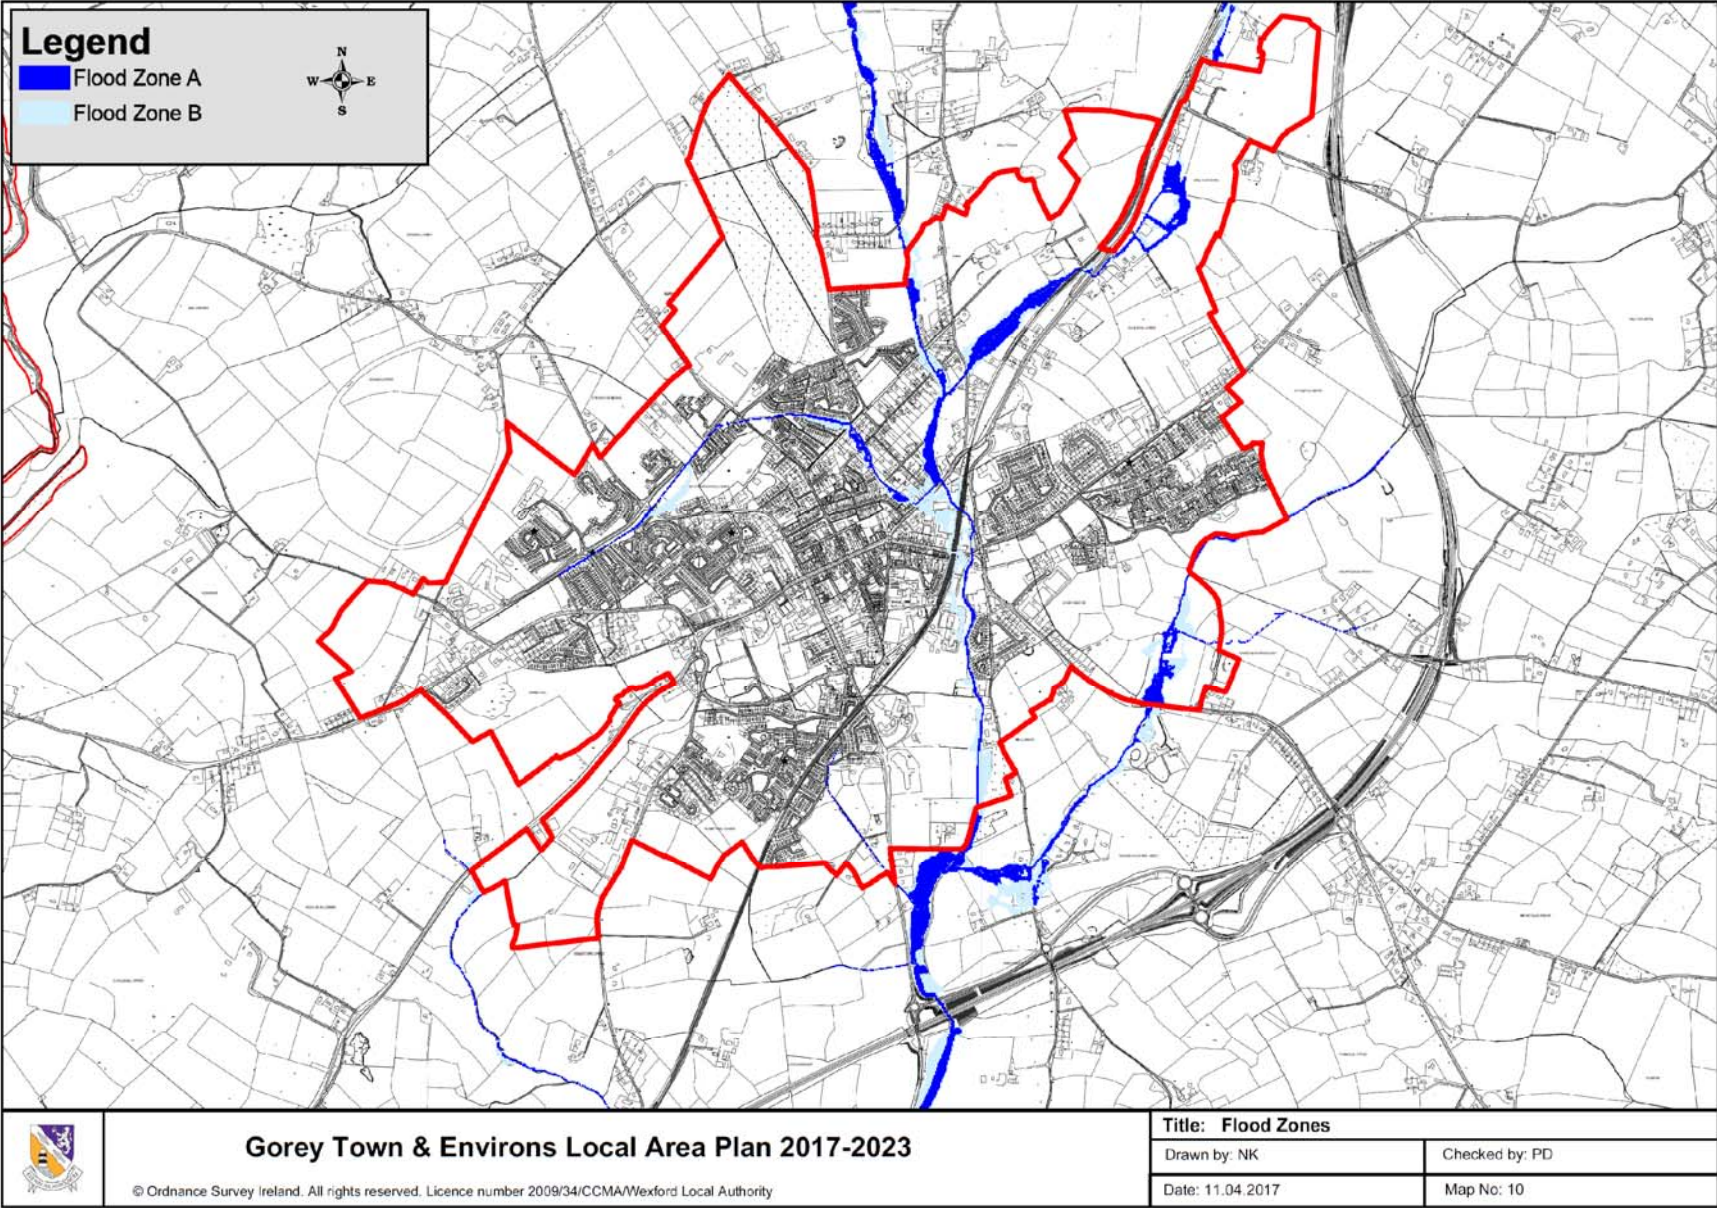 Legend
N
W E
S
Flood Zone A
Flood Zone B
Gorey Town & Environs Local Area Plan 2017-2023
© Ordnance Survey Ireland. All rights reserved. Licence number 2009/34/CCMA/Wexford Local Authority
Title: Flood Zones
Drawn by: NK
Checked by: PD
Date: 11.04.2017
Map No: 10